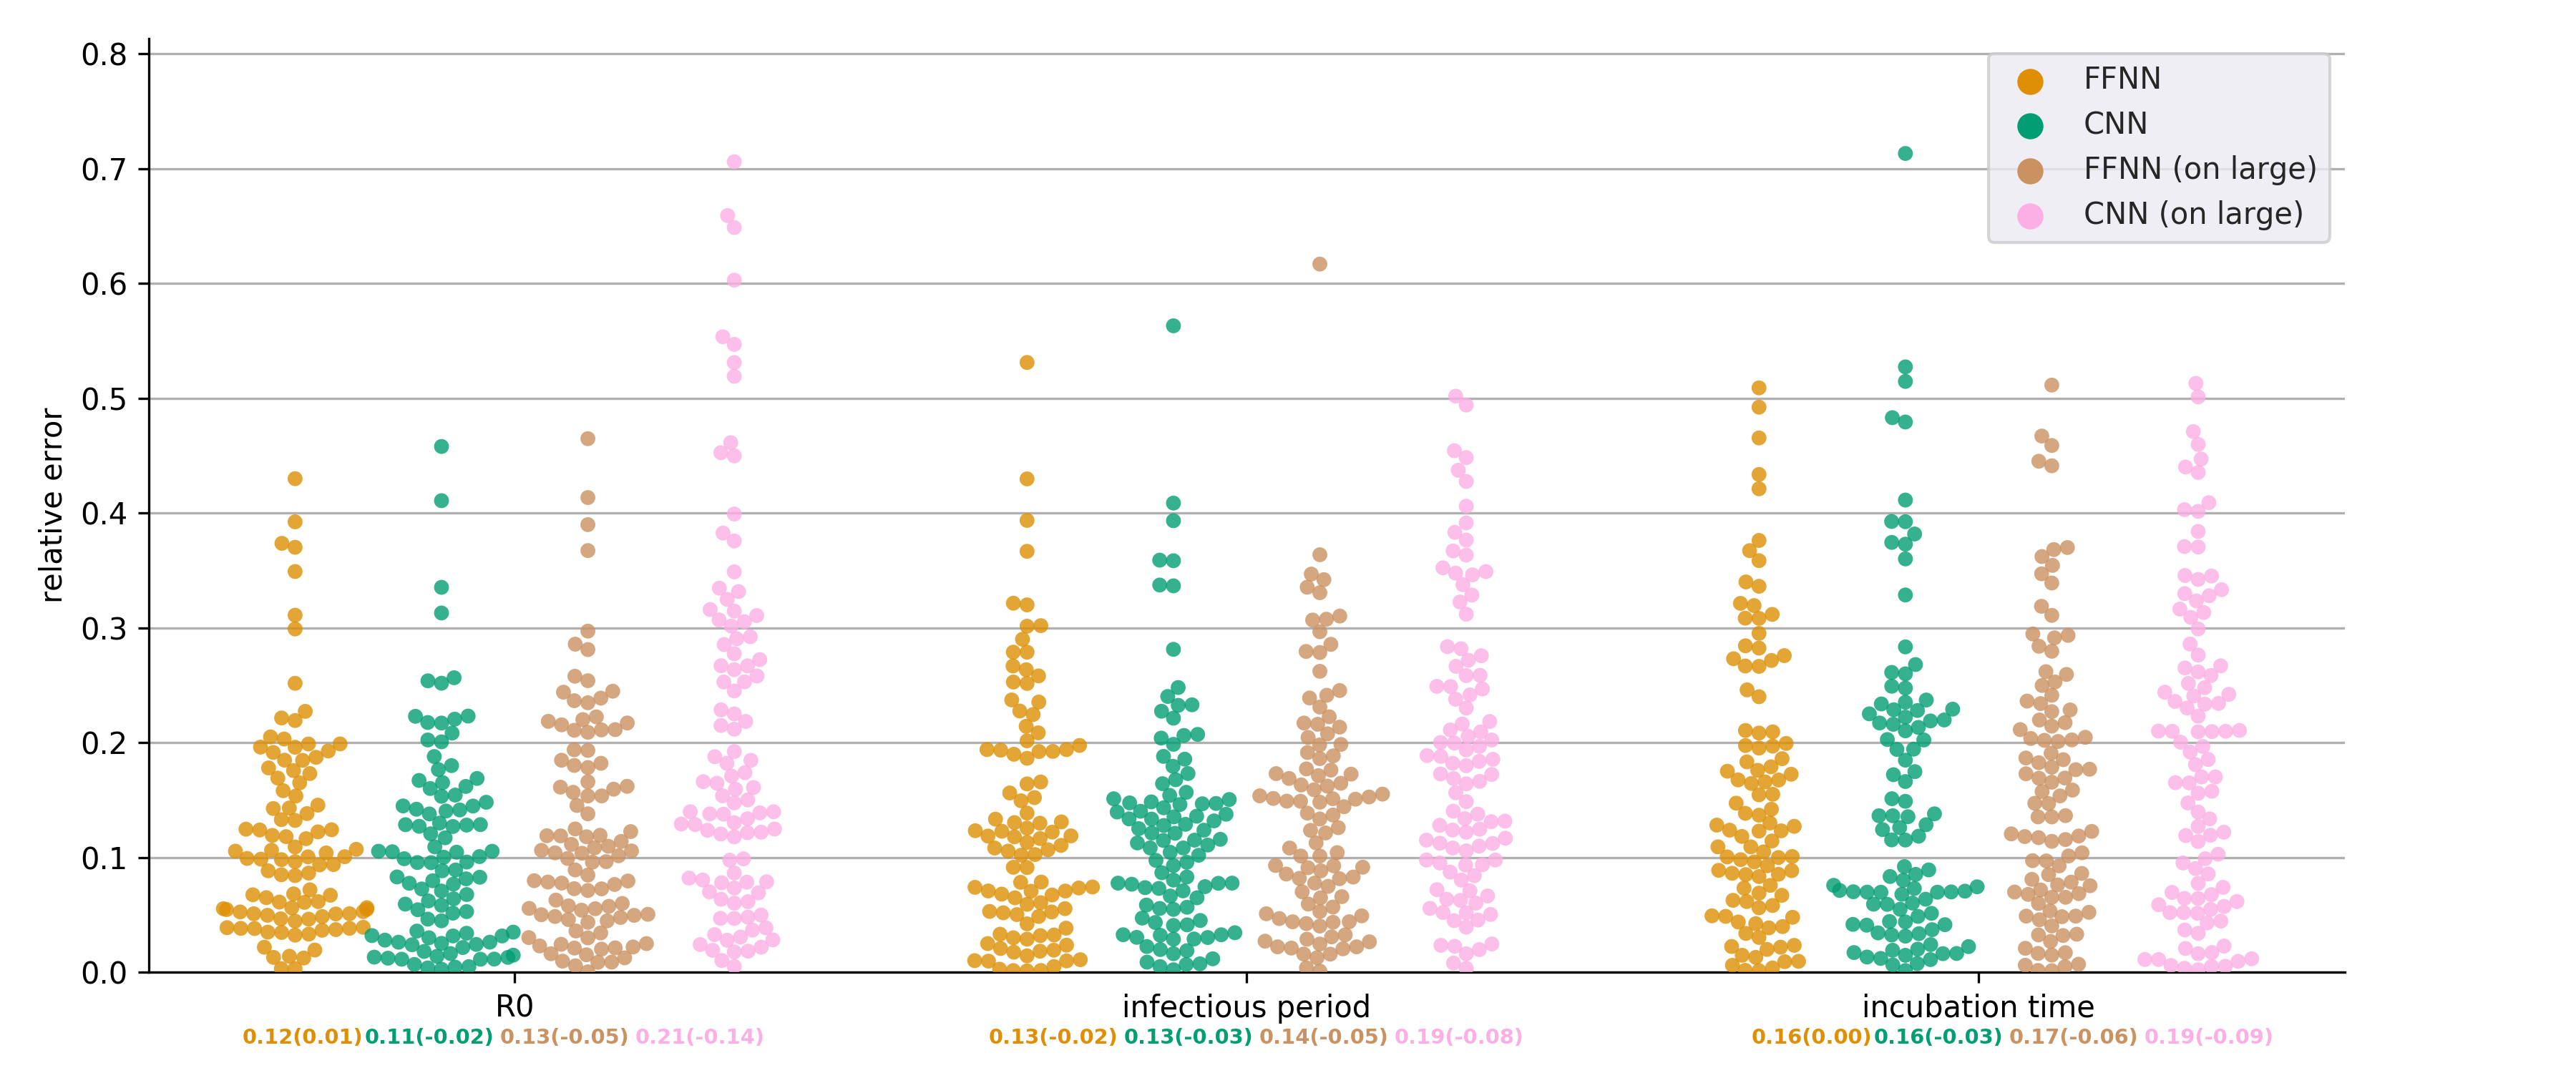 0.8
0.7
0.6
0.5
0.4
0.3
0.2
0.1
0.0
relative error
FFNN
CNN
FFNN (on large)
CNN (on large)
R0
infectious period
incubation time
0.12(0.01) 0.11(-0.02) 0.13(-0.05) 0.21(-0.14)
0.13(-0.02) 0.13(-0.03) 0.14(-0.05) 0.19(-0.08)
0.16(0.00) 0.16(-0.03) 0.17(-0.06) 0.19(-0.09)